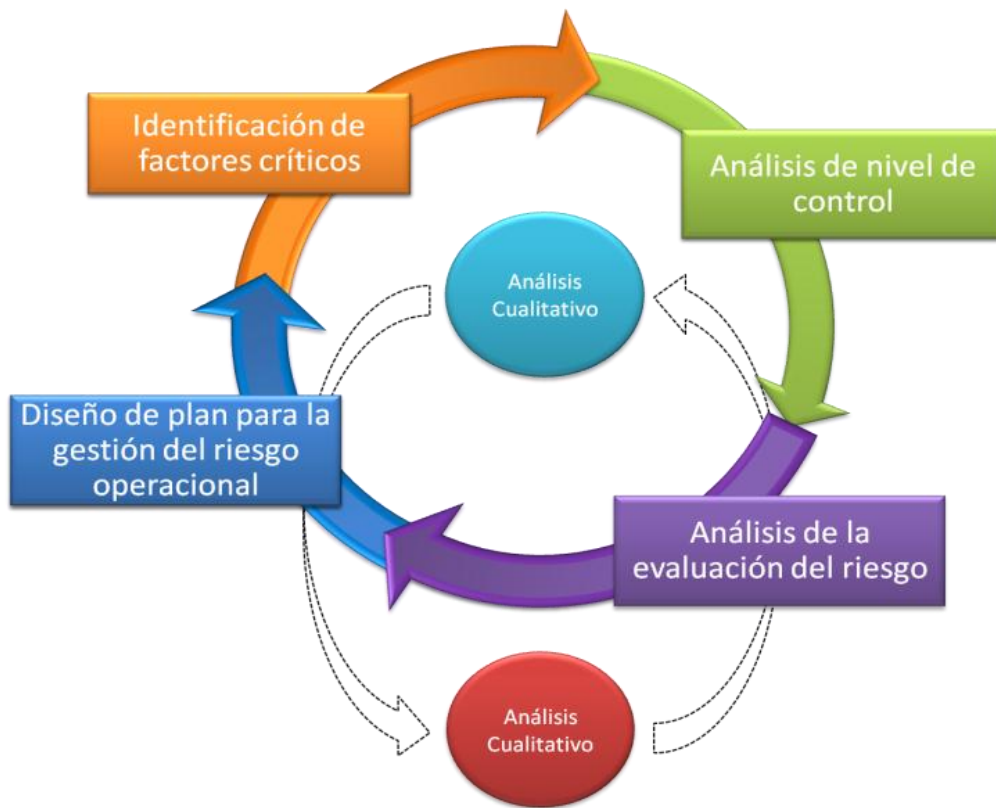 Identificación de
factores críticos
Análisis de nivel de
control
Análisis
Cualitativo
Diseño de plan para la
gestión del riesgo
operacional
Análisis de la
evaluación del riesgo
Análisis
Cualitativo